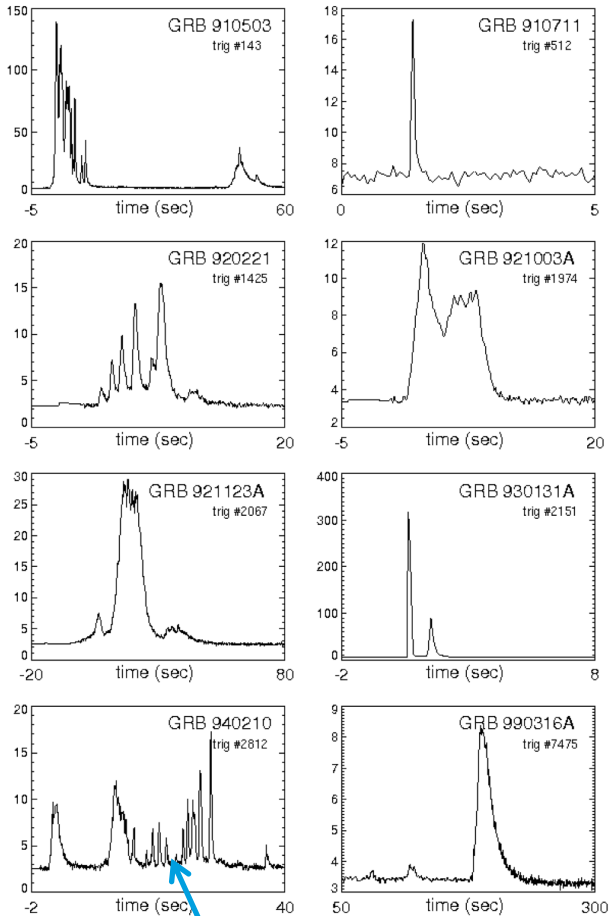 150
100
50
0
GRB 910503
trig #143
-5
time (sec)
60
18
16
14
12
10
8
6
GRB 910711
trig #512
0
time (sec)
5
20
15
10
5
0
GRB 920221
trig #1425
-5
time (sec)
20
12
10
8
6
4
2
GRB 921003A
trig #1974
-5
time (sec)
20
30
25
20
15
10
5
0
GRB 921123A
trig #2067
-20
time (sec)
80
400
300
200
100
0
GRB 930131A
trig #2151
-2
time (sec)
8
20
15
10
5
0
GRB 940210
trig #2812
-2
time (sec)
40
9
8
7
6
5
4
3
GRB 990316A
trig #7475
50
time (sec)
300